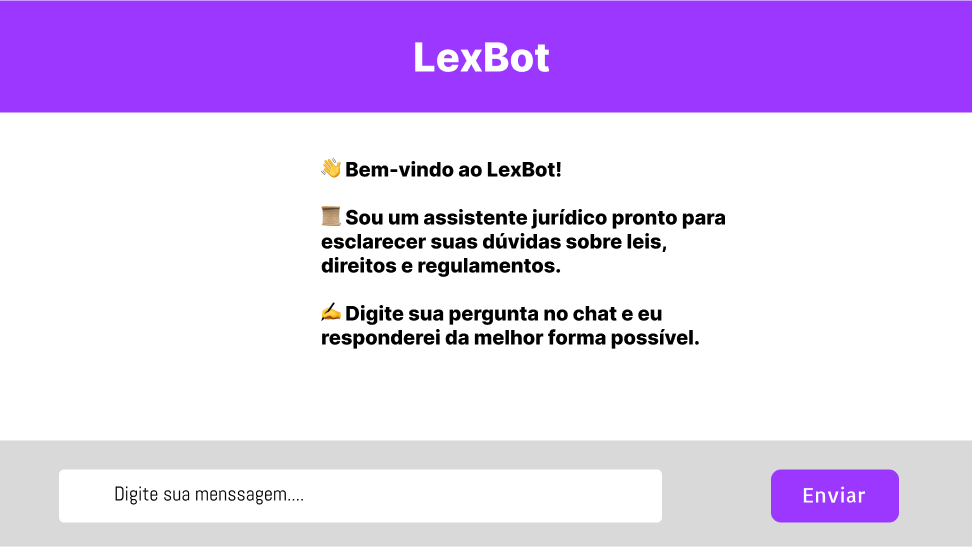 LexBot
👋 Bem-vindo ao LexBot!
📜 Sou um assistente jurídico pronto para
esclarecer suas dúvidas sobre leis,
direitos e regulamentos.
✍️ Digite sua pergunta no chat e eu
responderei da melhor forma possível.
Digite sua menssagem....
Enviar